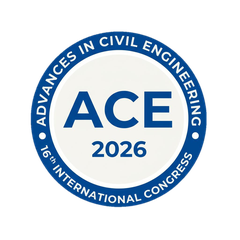 • ADVANCES IN CIVIL ENGINEERING •
ACE
2026
16th INTERNATIONAL CONGRESS